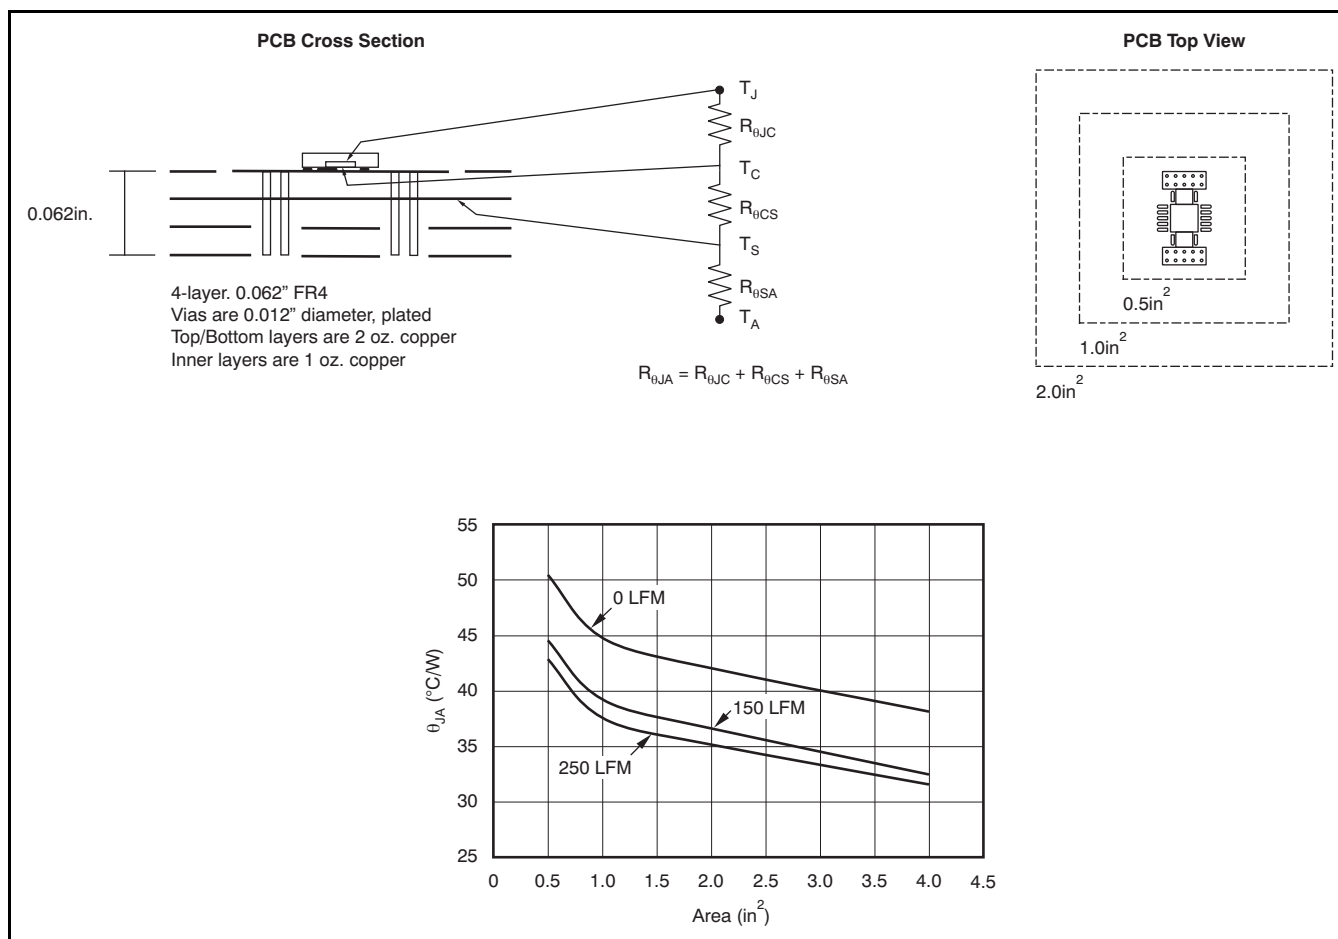 PCB Cross Section
PCB Top View
T_J
R_θJC
T_C
R_θCS
T_S
R_θSA
T_A
0.062in.
4-layer. 0.062” FR4
Vias are 0.012” diameter, plated
Top/Bottom layers are 2 oz. copper
Inner layers are 1 oz. copper
R_θJA = R_θJC + R_θCS + R_θSA
0.5in²
1.0in²
2.0in²
55
50
45
40
35
30
25
θ_JA (°C/W)
0 LFM
150 LFM
250 LFM
0 0.5 1.0 1.5 2.0 2.5 3.0 3.5 4.0 4.5
Area (in²)